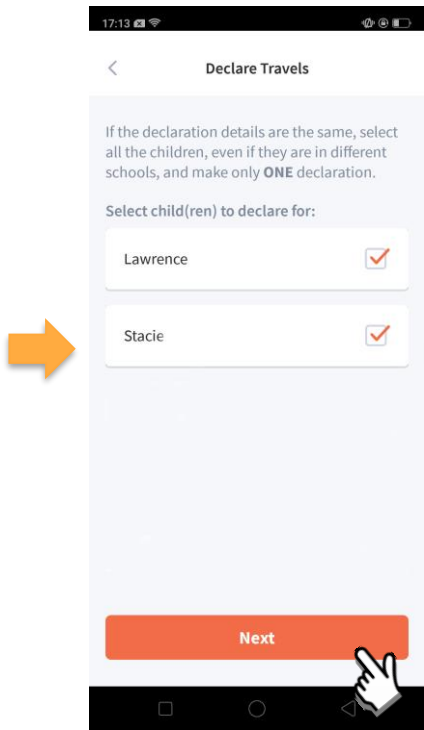 17:13
Declare Travels
If the declaration details are the same, select
all the children, even if they are in different
schools, and make only ONE declaration.
Select child(ren) to declare for:
Lawrence
Stacie
Next